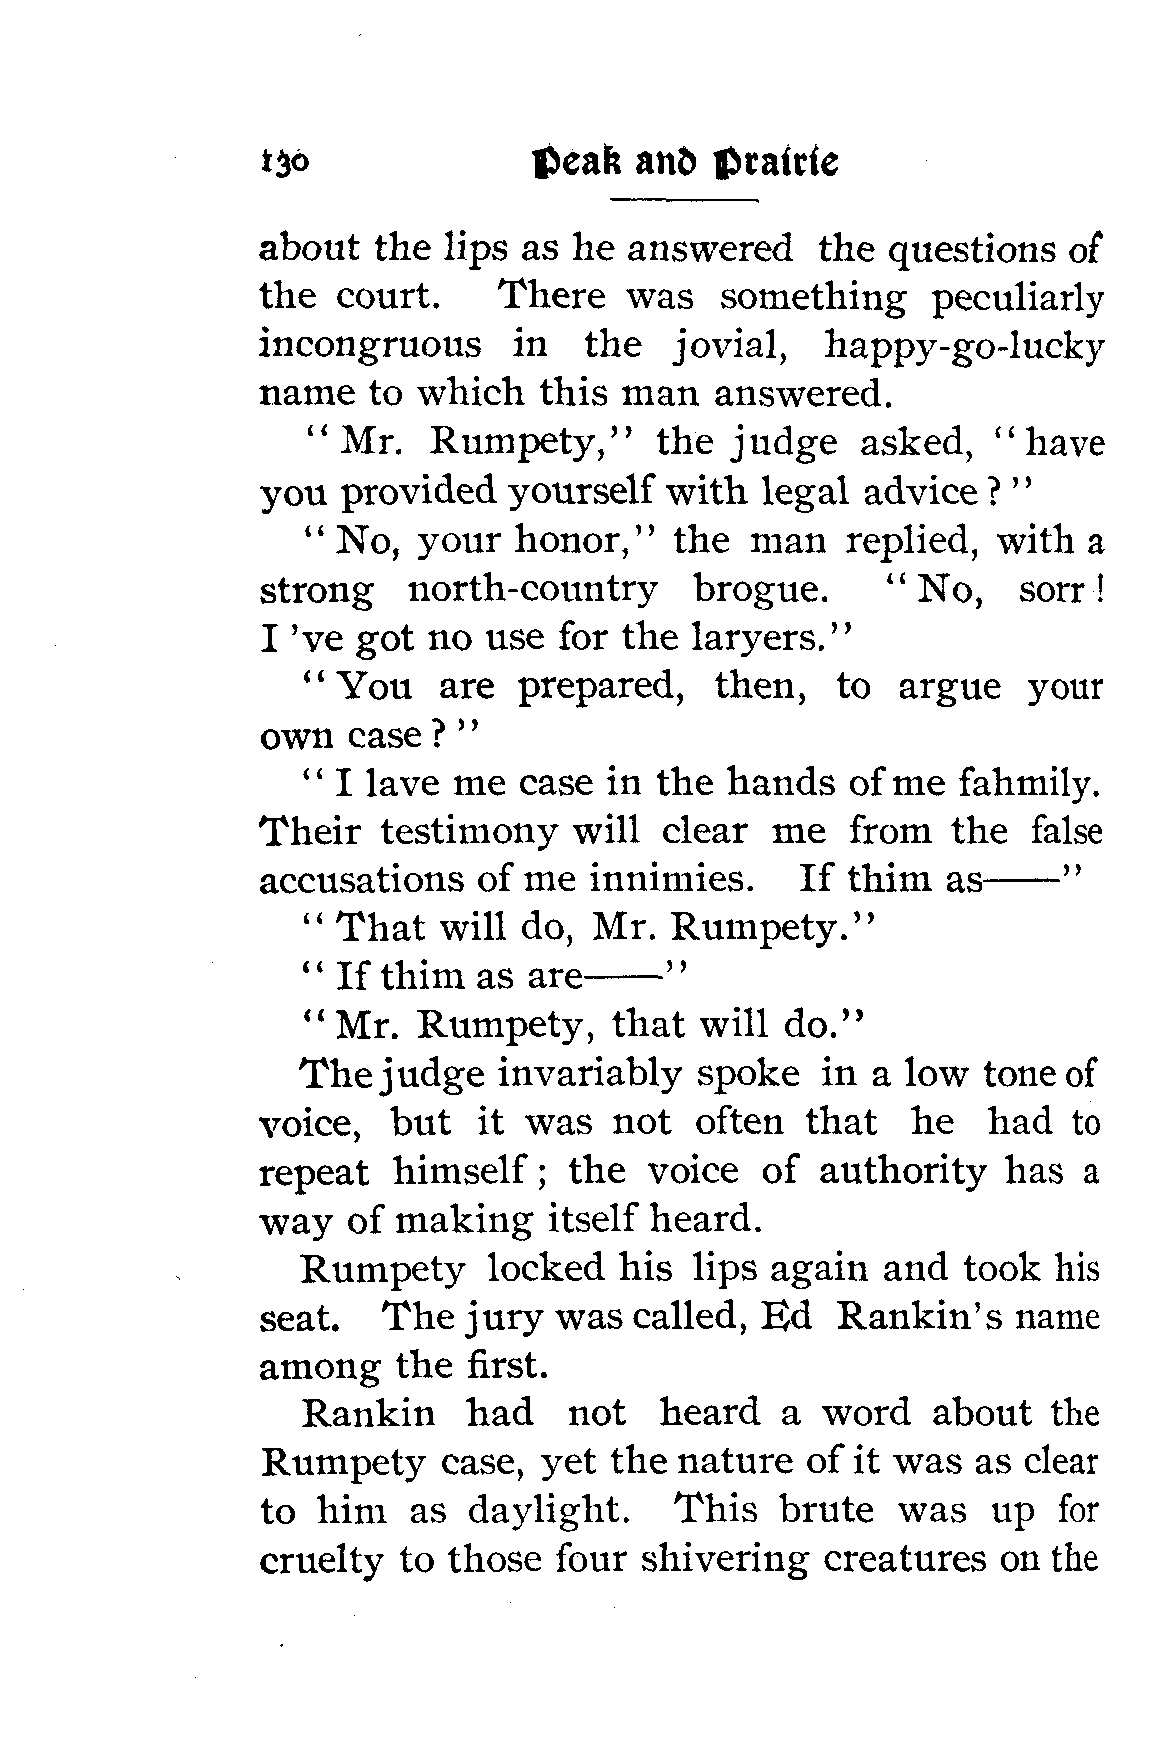 130 Peak and Prairie
about the lips as he answered the questions of
the court. There was something peculiarly
incongruous in the jovial, happy-go-lucky
name to which this man answered.
“ Mr. Rumpety,” the judge asked, “ have
you provided yourself with legal advice ? ”
“ No, your honor,” the man replied, with a
strong north-country brogue. “ No, sorr !
I ’ve got no use for the laryers.”
“ You are prepared, then, to argue your
own case ? ”
“ I lave me case in the hands of me fahmily.
Their testimony will clear me from the false
accusations of me innimies. If thim as——”
“ That will do, Mr. Rumpety.”
“ If thim as are——”
“ Mr. Rumpety, that will do.”
The judge invariably spoke in a low tone of
voice, but it was not often that he had to
repeat himself ; the voice of authority has a
way of making itself heard.
Rumpety locked his lips again and took his
seat. The jury was called, Ed Rankin’s name
among the first.
Rankin had not heard a word about the
Rumpety case, yet the nature of it was as clear
to him as daylight. This brute was up for
cruelty to those four shivering creatures on the